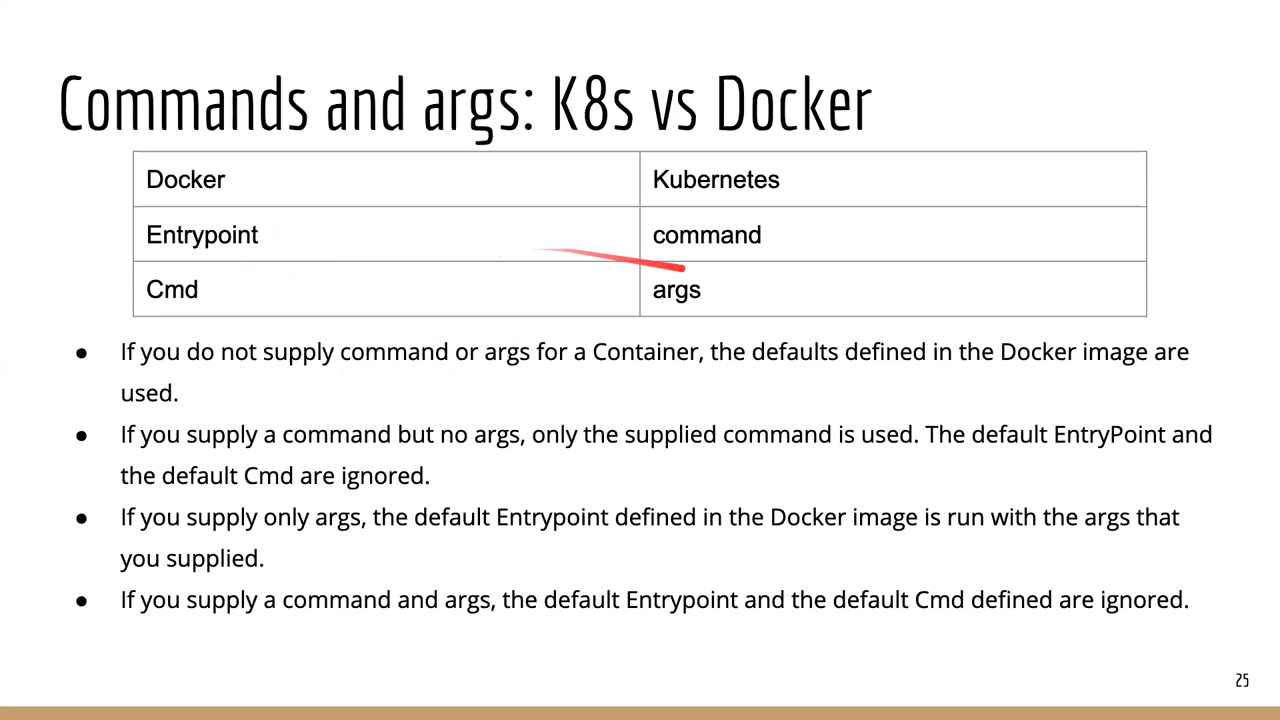 Commands and args: K8s vs Docker
Docker Kubernetes
Entrypoint command
Cmd args
● If you do not supply command or args for a Container, the defaults defined in the Docker image are
used.
● If you supply a command but no args, only the supplied command is used. The default EntryPoint and
the default Cmd are ignored.
● If you supply only args, the default Entrypoint defined in the Docker image is run with the args that
you supplied.
● If you supply a command and args, the default Entrypoint and the default Cmd defined are ignored.
25